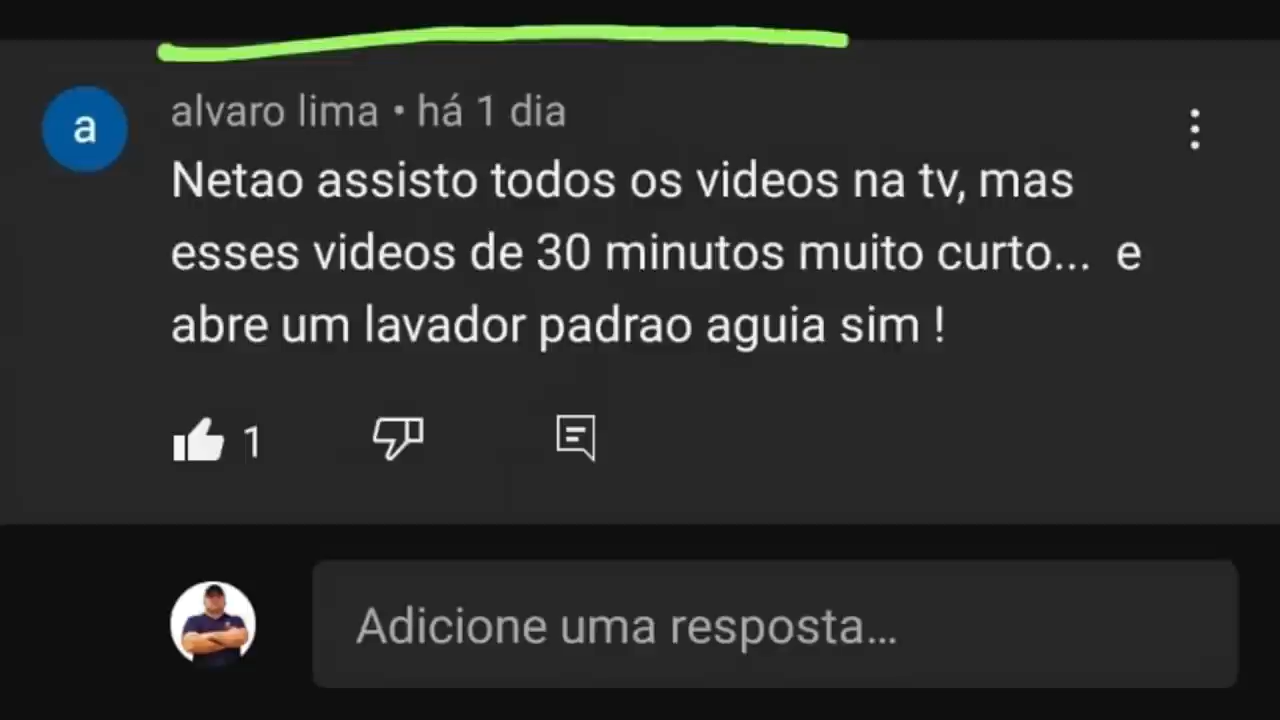 a
alvaro lima • há 1 dia
Netao assisto todos os videos na tv, mas
esses videos de 30 minutos muito curto... e
abre um lavador padrao aguia sim !
1
Adicione uma resposta...